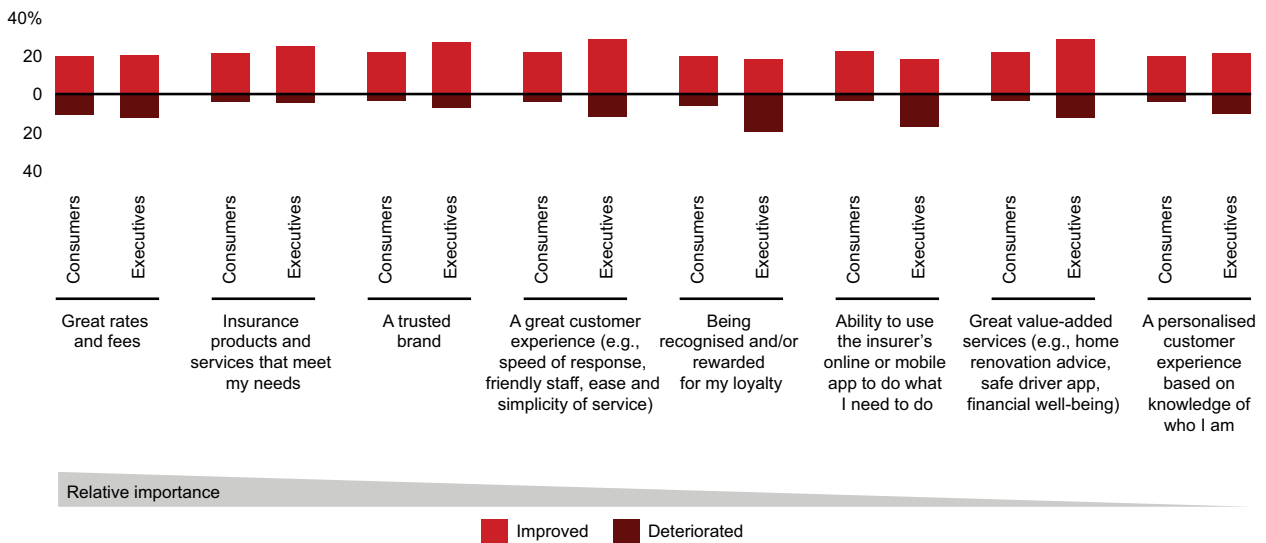 40%
20
0
20
40
Consumers
Executives
Consumers
Executives
Consumers
Executives
Consumers
Executives
Consumers
Executives
Consumers
Executives
Consumers
Executives
Consumers
Executives
Great rates
and fees
Insurance
products and
services that meet
my needs
A trusted
brand
A great customer
experience (e.g.,
speed of response,
friendly staff, ease and
simplicity of service)
Being
recognised and/or
rewarded
for my loyalty
Ability to use
the insurer's
online or mobile
app to do what
I need to do
Great value-added
services (e.g., home
renovation advice,
safe driver app,
financial well-being)
A personalised
customer
experience
based on
knowledge of
who I am
Relative importance
Improved
Deteriorated